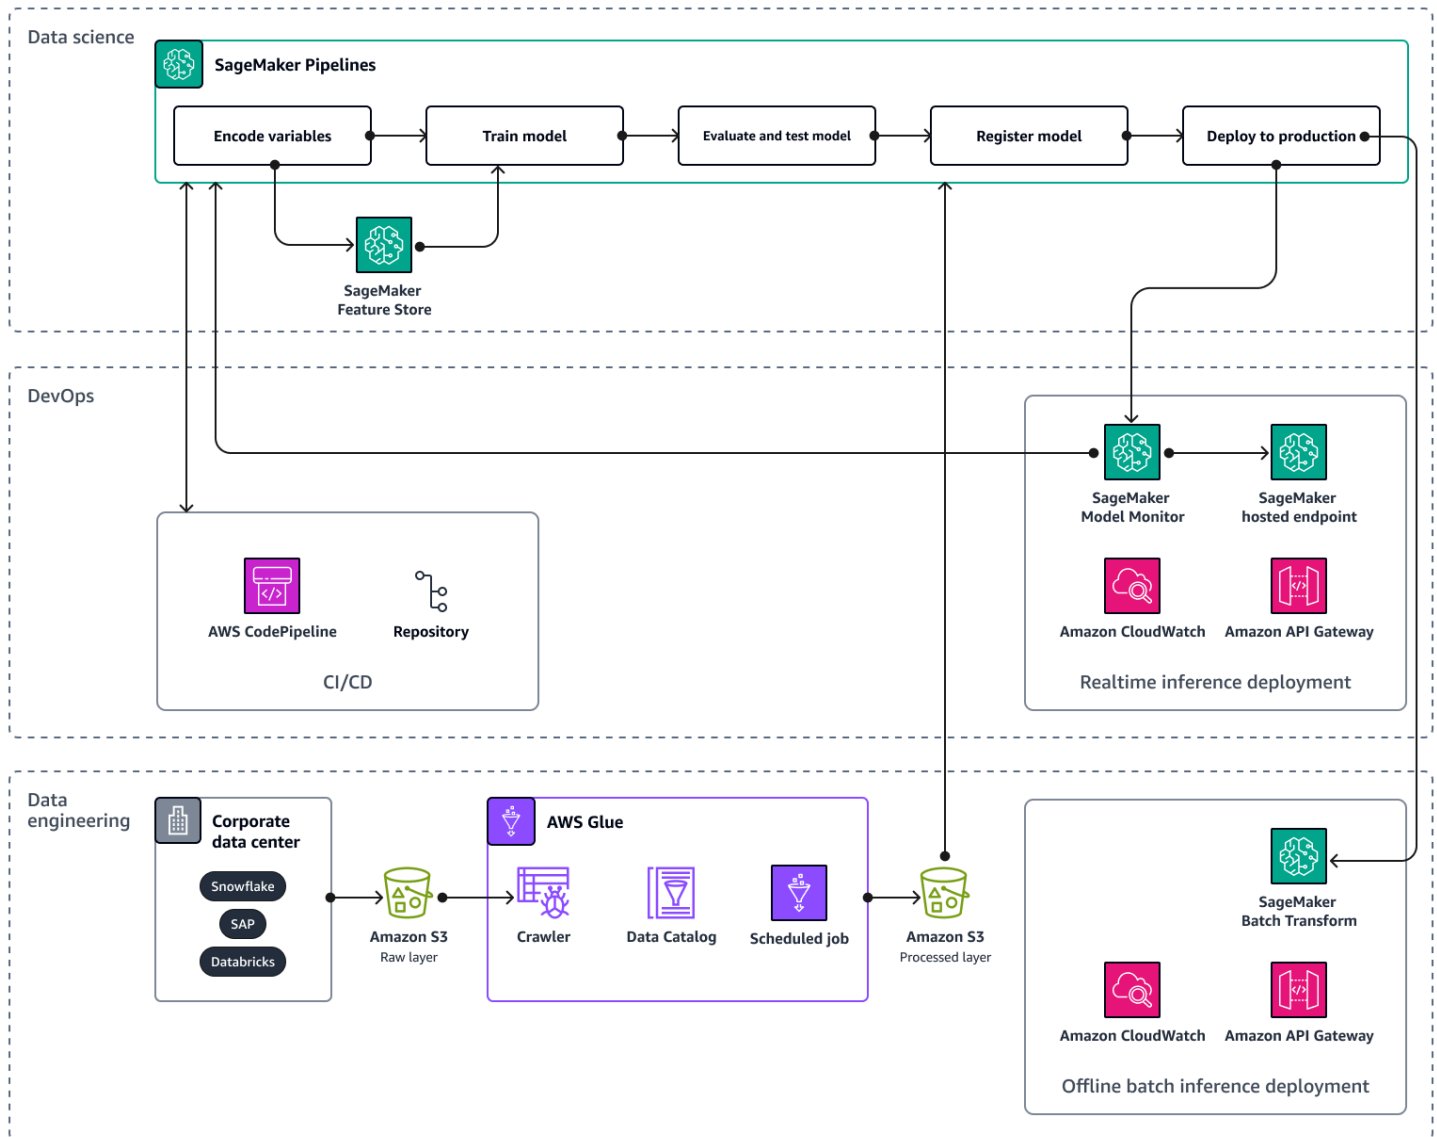 Data science
SageMaker Pipelines
Encode variables
Train model
Evaluate and test model
Register model
Deploy to production
SageMaker
Feature Store
DevOps
SageMaker
Model Monitor
SageMaker
hosted endpoint
AWS CodePipeline
Repository
CI/CD
Amazon CloudWatch
Amazon API Gateway
Realtime inference deployment
Data
engineering
Corporate
data center
Snowflake
SAP
Databricks
Amazon S3
Raw layer
AWS Glue
Crawler
Data Catalog
Scheduled job
Amazon S3
Processed layer
SageMaker
Batch Transform
Amazon CloudWatch
Amazon API Gateway
Offline batch inference deployment